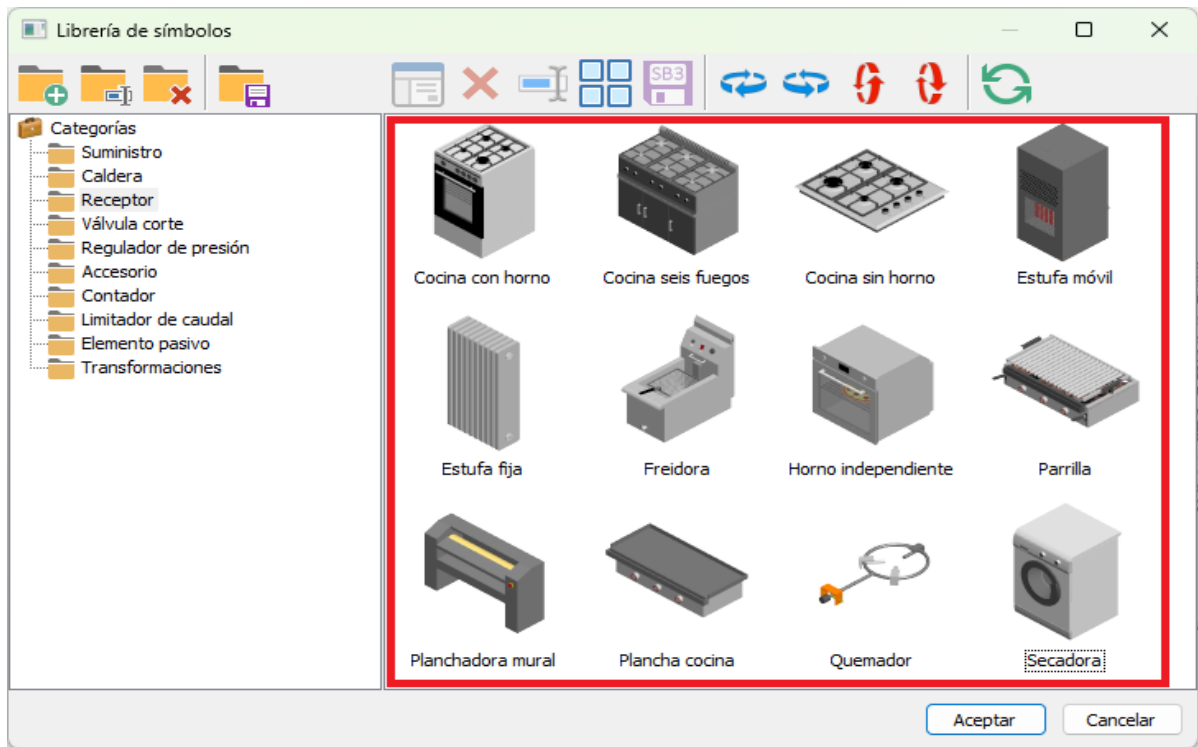 Librería de símbolos
SB3
Categorías
Suministro
Caldera
Receptor
Válvula corte
Regulador de presión
Accesorio
Contador
Limitador de caudal
Elemento pasivo
Transformaciones
Cocina con horno
Cocina seis fuegos
Cocina sin horno
Estufa móvil
Estufa fija
Freidora
Horno independiente
Parrilla
Planchadora mural
Plancha cocina
Quemador
Secadora
Aceptar
Cancelar